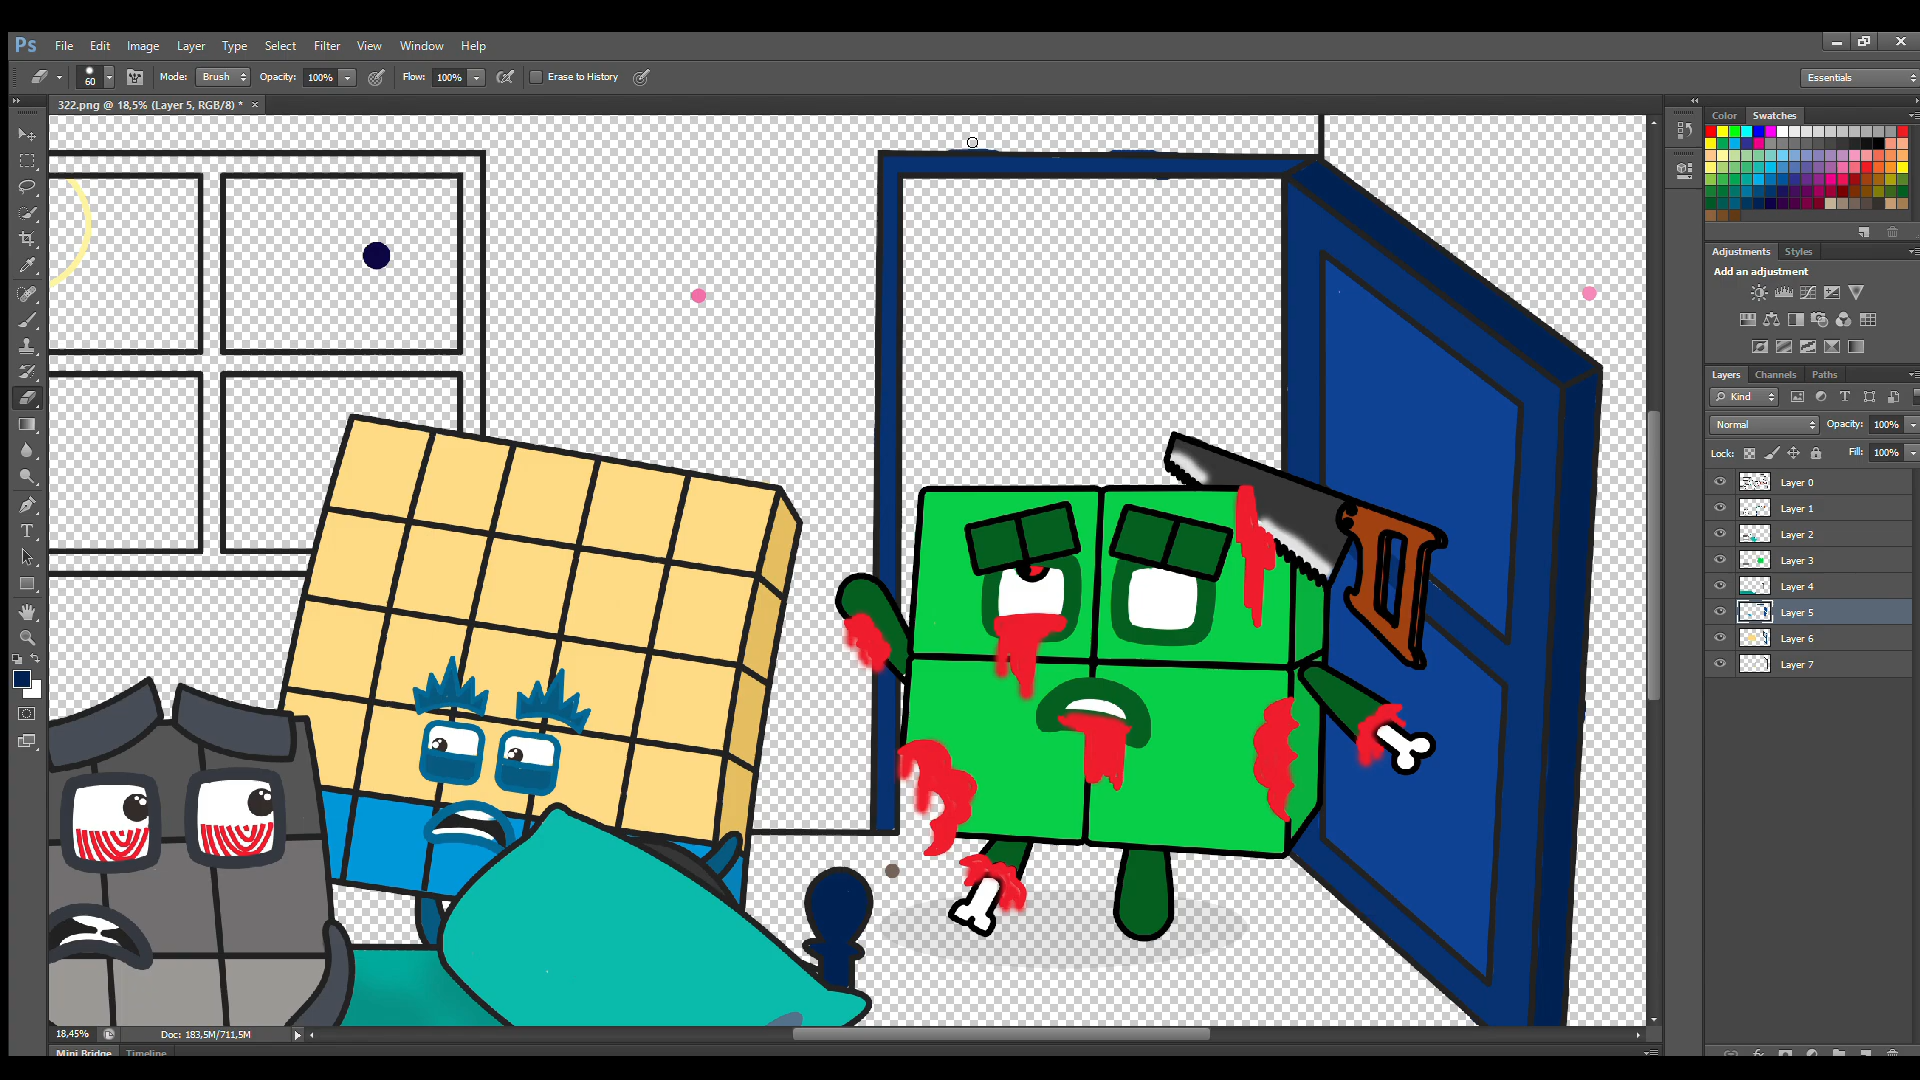 Ps File Edit Image Layer Type Select Filter View Window Help
60 Mode: Brush Opacity: 100% Flow: 100% Erase to History Essentials
322.png @ 18,5% (Layer 5, RGB/8) * ×
Color Swatches
Adjustments Styles
Add an adjustment
Layers Channels Paths
Kind T
Normal Opacity: 100%
Lock: Fill: 100%
Layer 0
Layer 1
Layer 2
Layer 3
Layer 4
Layer 5
Layer 6
Layer 7
18,45% Doc: 183,5M/711,5M
Mini Bridge Timeline